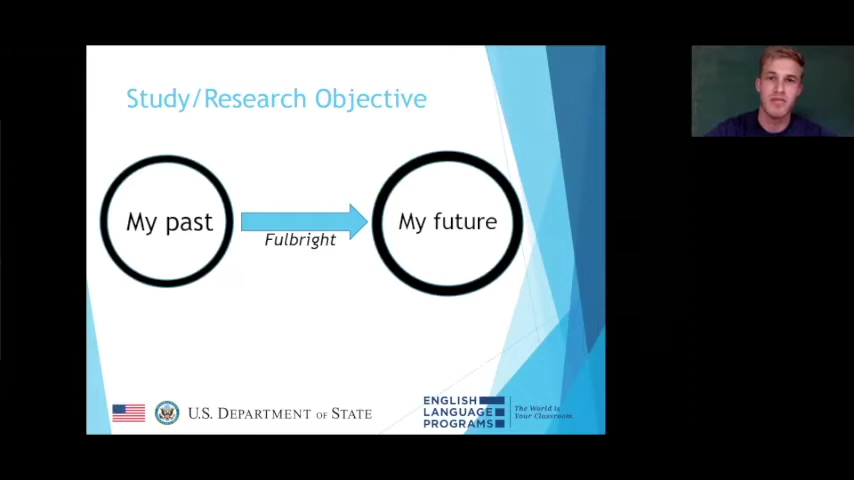 Study/Research Objective
My past
My future
Fulbright
U.S. DEPARTMENT OF STATE
ENGLISH
LANGUAGE
PROGRAMS
The World is
Your Classroom